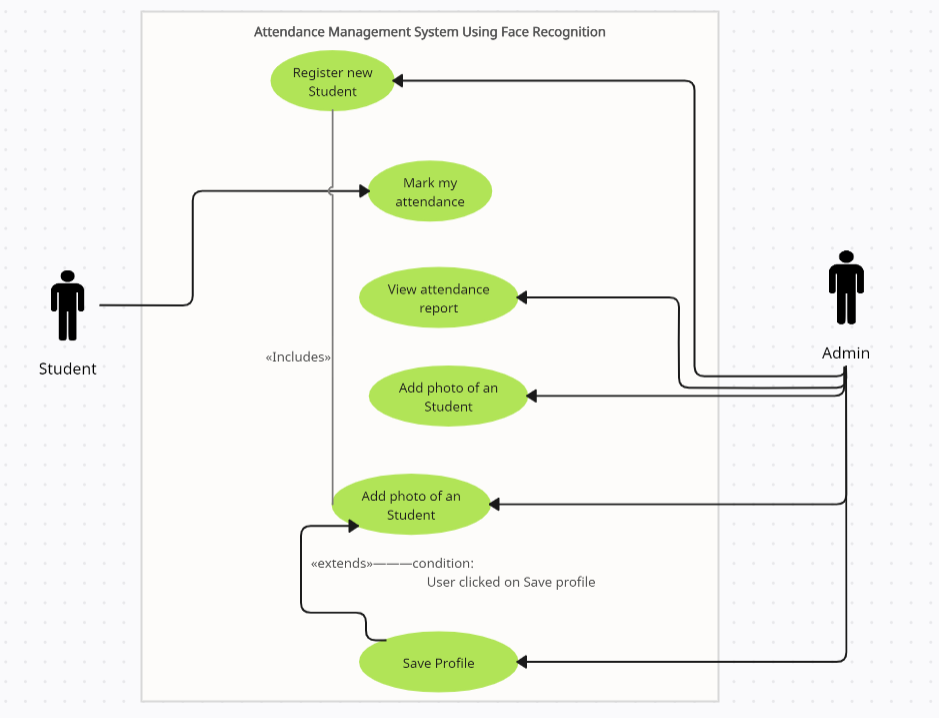 Attendance Management System Using Face Recognition
Register new
Student
Mark my
attendance
View attendance
report
Student
Admin
«Includes»
Add photo of an
Student
Add photo of an
Student
«extends»———condition:
User clicked on Save profile
Save Profile